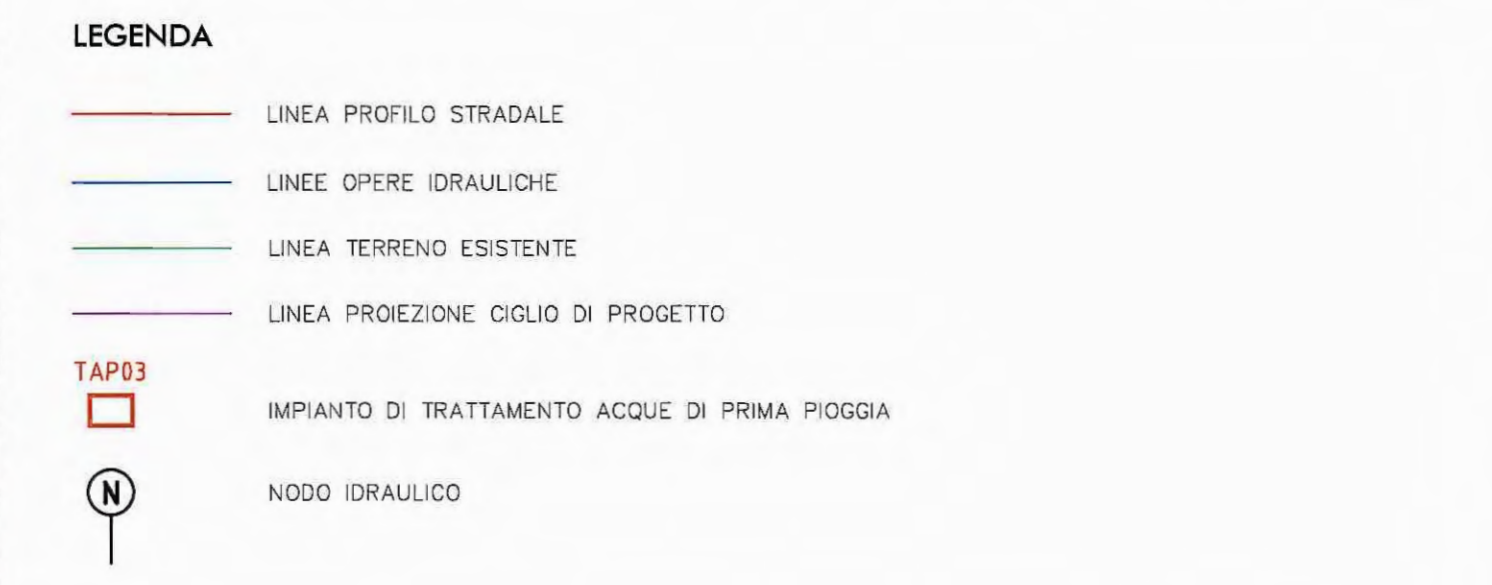 LEGENDA
LINEA PROFILO STRADALE
LINEE OPERE IDRAULICHE
LINEA TERRENO ESISTENTE
LINEA PROIEZIONE CIGLIO DI PROGETTO
TAP03
IMPIANTO DI TRATTAMENTO ACQUE DI PRIMA PIOGGIA
N
NODO IDRAULICO